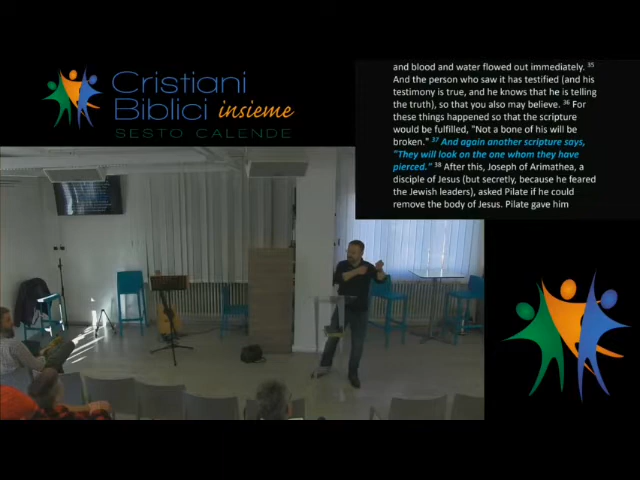 Cristiani
Biblici insieme
SESTO CALENDE
and blood and water flowed out immediately. 35
And the person who saw it has testified (and his
testimony is true, and he knows that he is telling
the truth), so that you also may believe. 36 For
these things happened so that the scripture
would be fulfilled, "Not a bone of his will be
broken." 37 And again another scripture says,
"They will look on the one whom they have
pierced." 38 After this, Joseph of Arimathea, a
disciple of Jesus (but secretly, because he feared
the Jewish leaders), asked Pilate if he could
remove the body of Jesus. Pilate gave him